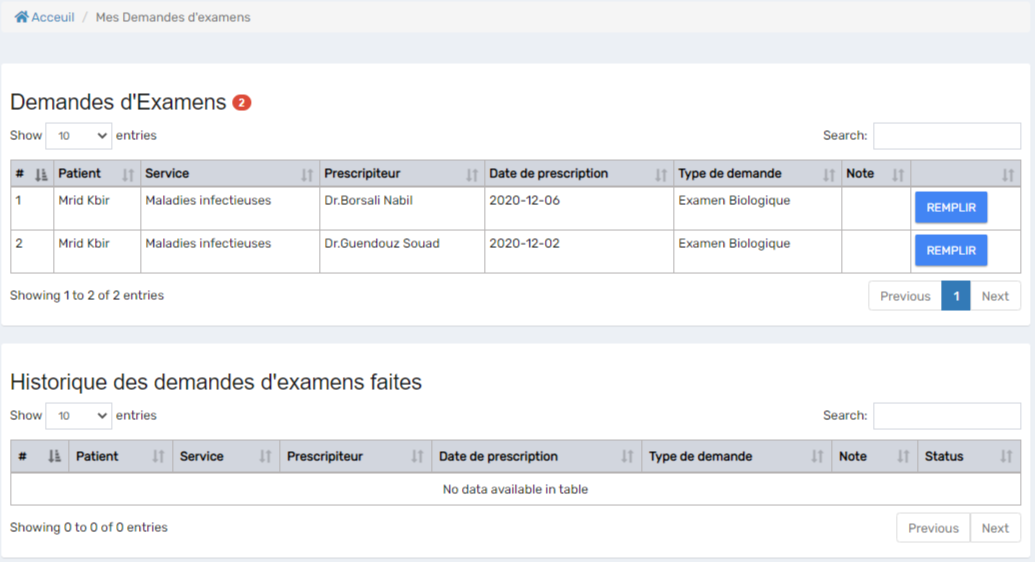 Acceuil / Mes Demandes d'examens
Demandes d'Examens 2
Show 10 entries Search:
# Patient Service Prescripiteur Date de prescription Type de demande Note
1 Mrid Kbir Maladies infectieuses Dr.Borsali Nabil 2020-12-06 Examen Biologique REMPLIR
2 Mrid Kbir Maladies infectieuses Dr.Guendouz Souad 2020-12-02 Examen Biologique REMPLIR
Showing 1 to 2 of 2 entries Previous 1 Next
Historique des demandes d'examens faites
Show 10 entries Search:
# Patient Service Prescripiteur Date de prescription Type de demande Note Status
No data available in table
Showing 0 to 0 of 0 entries Previous Next